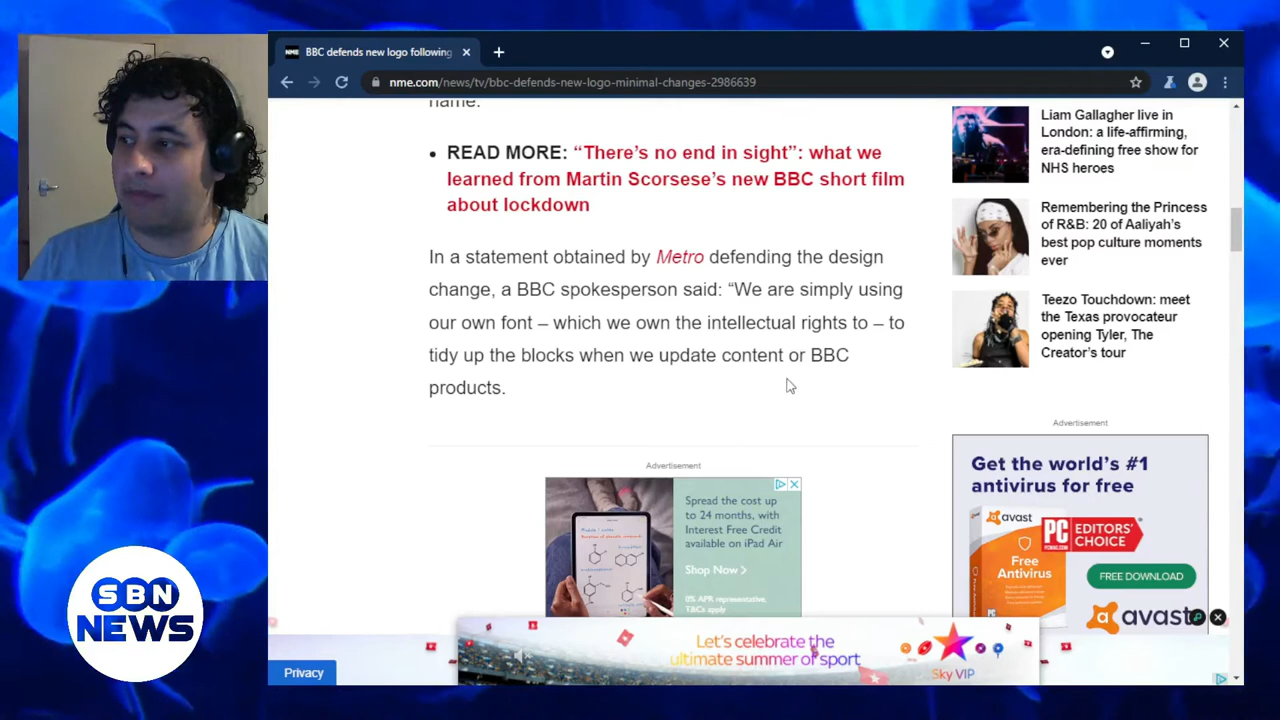 BBC defends new logo following
nme.com/news/tv/bbc-defends-new-logo-minimal-changes-2986639
name.
• READ MORE: “There’s no end in sight”: what we
learned from Martin Scorsese’s new BBC short film
about lockdown
In a statement obtained by Metro defending the design
change, a BBC spokesperson said: “We are simply using
our own font – which we own the intellectual rights to – to
tidy up the blocks when we update content or BBC
products.
Advertisement
Spread the cost up
to 24 months, with
Interest Free Credit
available on iPad Air
Shop Now >
0% APR representative,
T&Cs apply
Liam Gallagher live in
London: a life-affirming,
era-defining free show for
NHS heroes
Remembering the Princess
of R&B: 20 of Aaliyah’s
best pop culture moments
ever
Teezo Touchdown: meet
the Texas provocateur
opening Tyler, The
Creator’s tour
Advertisement
Get the world’s #1
antivirus for free
avast
Free
Antivirus
PC
EDITORS’
CHOICE
FREE DOWNLOAD
avast
Let’s celebrate the
ultimate summer of sport
Sky VIP
Privacy
SBN
NEWS